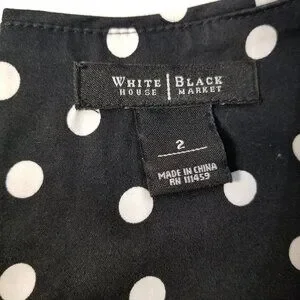 WHITE | BLACK
HOUSE | MARKET
2
MADE IN CHINA
RN 111459